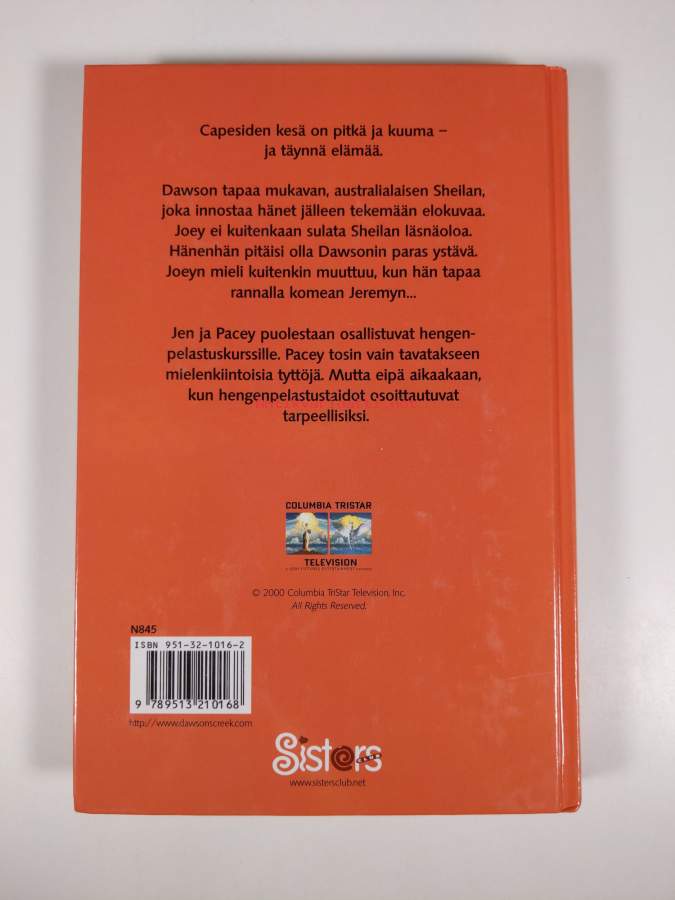 Capesiden kesä on pitkä ja kuuma –
ja täynnä elämää.
Dawson tapaa mukavan, australialaisen Sheilan,
joka innostaa hänet jälleen tekemään elokuvaa.
Joey ei kuitenkaan sulata Sheilan läsnäoloa.
Hänenhän pitäisi olla Dawsonin paras ystävä.
Joeyn mieli kuitenkin muuttuu, kun hän tapaa
rannalla komean Jeremyn...
Jen ja Pacey puolestaan osallistuvat hengen-
pelastuskurssille. Pacey tosin vain tavatakseen
mielenkiintoisia tyttöjä. Mutta eipä aikaakaan,
kun hengenpelastustaidot osoittautuvat
tarpeellisiksi.
COLUMBIA TRISTAR
TELEVISION
© 2000 Columbia TriStar Television, Inc.
All Rights Reserved.
N845
ISBN 951-32-1016-2
9 789513 210168
http://www.dawsonscreek.com
Sisters
CLUB
www.sistersclub.net